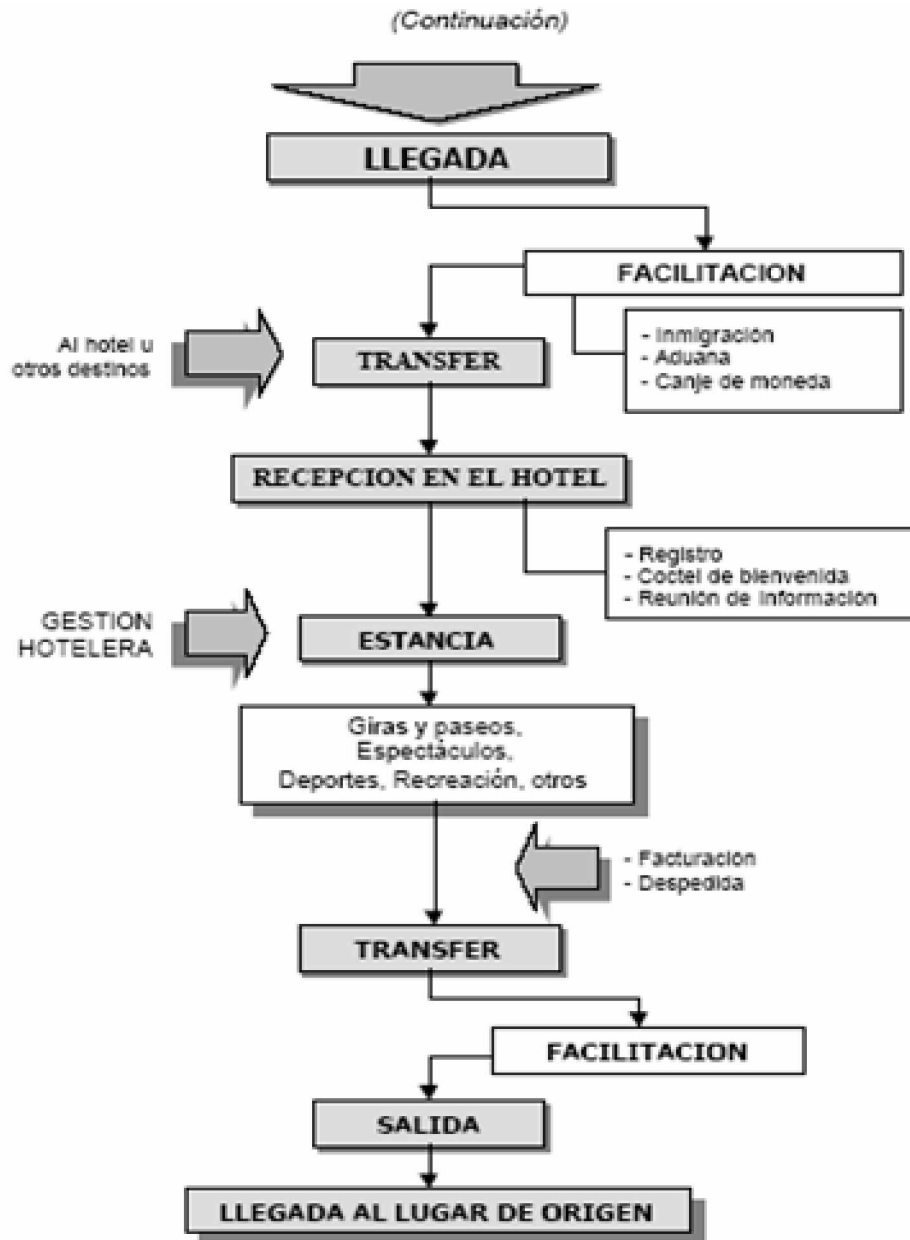 (Continuación)
LLEGADA
FACILITACION
- Inmigración
- Aduana
- Canje de moneda
Al hotel u
otros destinos
TRANSFER
RECEPCION EN EL HOTEL
- Registro
- Coctel de bienvenida
- Reunión de Información
GESTION
HOTELERA
ESTANCIA
Giras y paseos,
Espectáculos,
Deportes, Recreación, otros
- Facturación
- Despedida
TRANSFER
FACILITACION
SALIDA
LLEGADA AL LUGAR DE ORIGEN